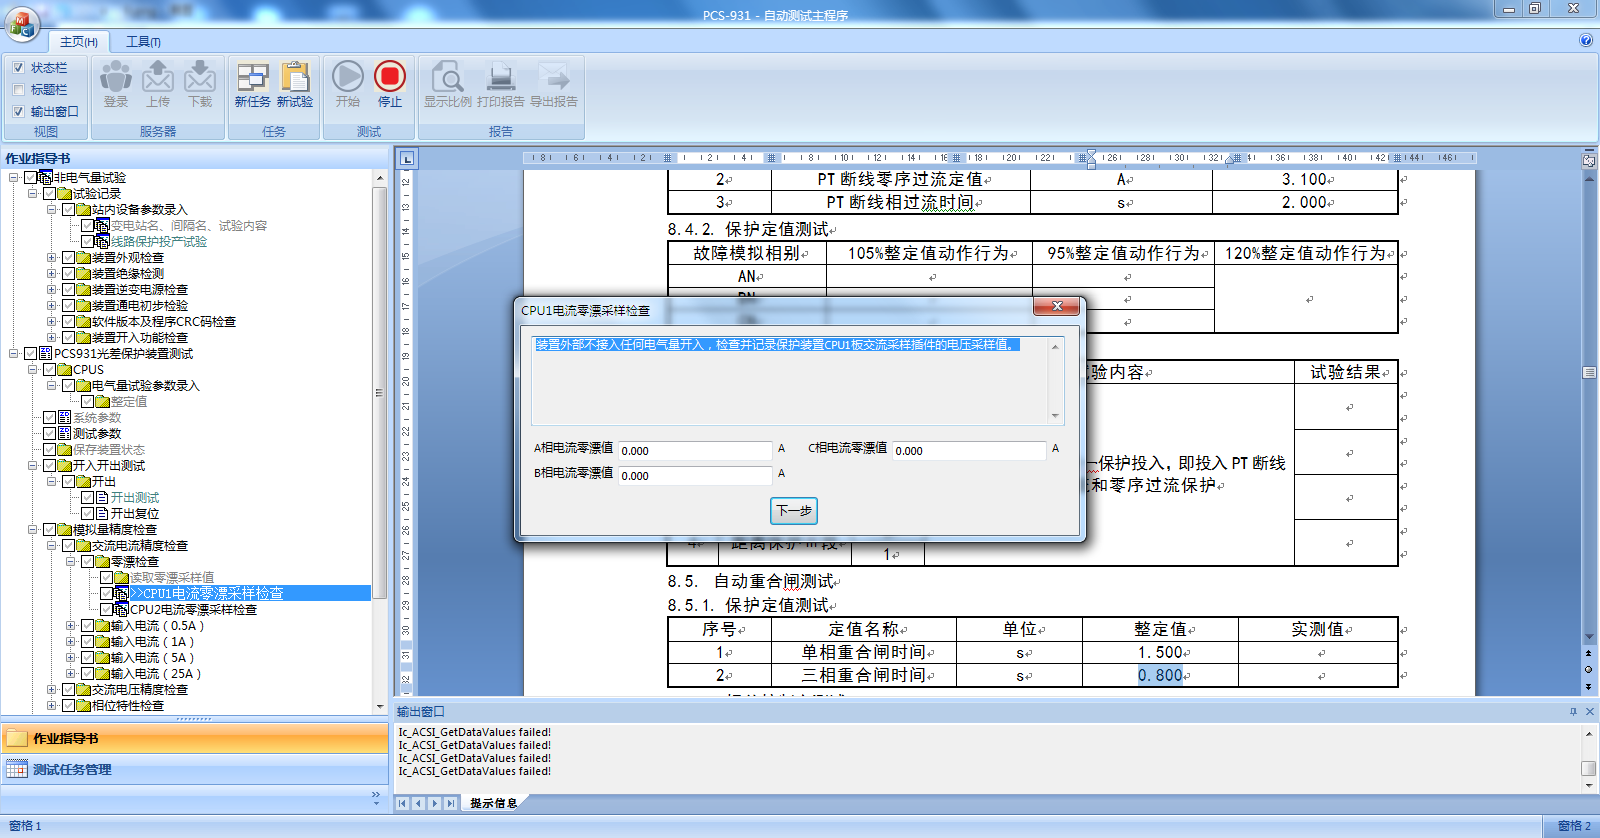 PCS-931 - 自动测试主程序
主页(H) 工具(T)
状态栏
标题栏
输出窗口
视图
登录 上传 下载
服务器
新任务 新试验
任务
开始 停止
测试
显示比例 打印报告 导出报告
报告
作业指导书
非电气量试验
试验记录
站内设备参数录入
变电站名、间隔名、试验内容
线路保护投产试验
装置外观检查
装置绝缘检测
装置逆变电源检查
装置通电初步检验
软件版本及程序CRC码检查
装置开入功能检查
PCS931光差保护装置测试
CPUS
电气量试验参数录入
整定值
系统参数
测试参数
保存装置状态
开入开出测试
开出
开出测试
开出复位
模拟量精度检查
交流电流精度检查
零漂检查
读取零漂采样值
>>CPU1电流零漂采样检查
CPU2电流零漂采样检查
输入电流（0.5A）
输入电流（1A）
输入电流（5A）
输入电流（25A）
交流电压精度检查
相位特性检查
作业指导书
测试任务管理
窗格 1
2 PT断线零序过流定值 A 3.100
3 PT断线相过流时间 s 2.000
8.4.2. 保护定值测试
故障模拟相别 105%整定值动作行为 95%整定值动作行为 120%整定值动作行为
AN
CPU1电流零漂采样检查
装置外部不接入任何电气量开入，检查并记录保护装置CPU1板交流采样插件的电压采样值。
A相电流零漂值 0.000 A C相电流零漂值 0.000 A
B相电流零漂值 0.000 A
下一步
验内容 试验结果
保护投入，即投入PT断线
和零序过流保护
1
8.5. 自动重合闸测试
8.5.1. 保护定值测试
序号 定值名称 单位 整定值 实测值
1 单相重合闸时间 s 1.500
2 三相重合闸时间 s 0.800
输出窗口
Ic_ACSI_GetDataValues failed!
Ic_ACSI_GetDataValues failed!
Ic_ACSI_GetDataValues failed!
Ic_ACSI_GetDataValues failed!
提示信息
窗格 2